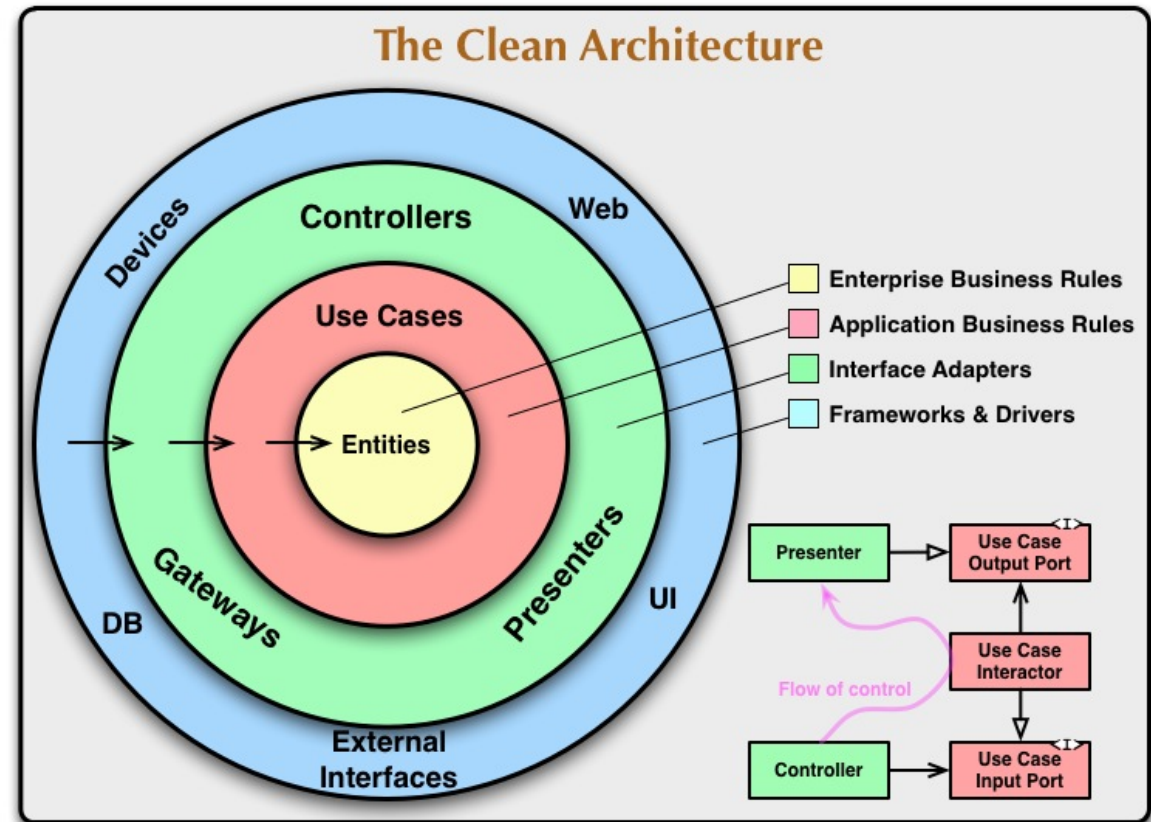 The Clean Architecture
Devices
Web
Controllers
Use Cases
Entities
Gateways
Presenters
DB
UI
External
Interfaces
Enterprise Business Rules
Application Business Rules
Interface Adapters
Frameworks & Drivers
Presenter
<I>
Use Case
Output Port
Use Case
Interactor
Flow of control
Controller
<I>
Use Case
Input Port